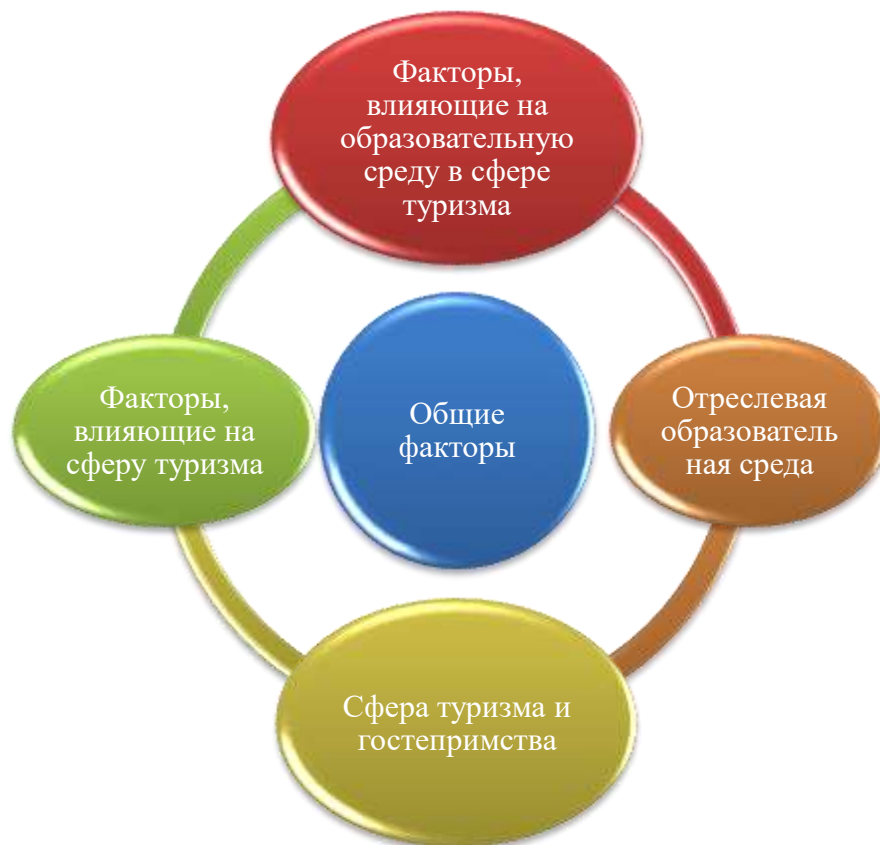 Факторы,
влияющие на
образовательную
среду в сфере
туризма
Факторы,
влияющие на
сферу туризма
Общие
факторы
Отреслевая
образователь
ная среда
Сфера туризма и
гостепримства